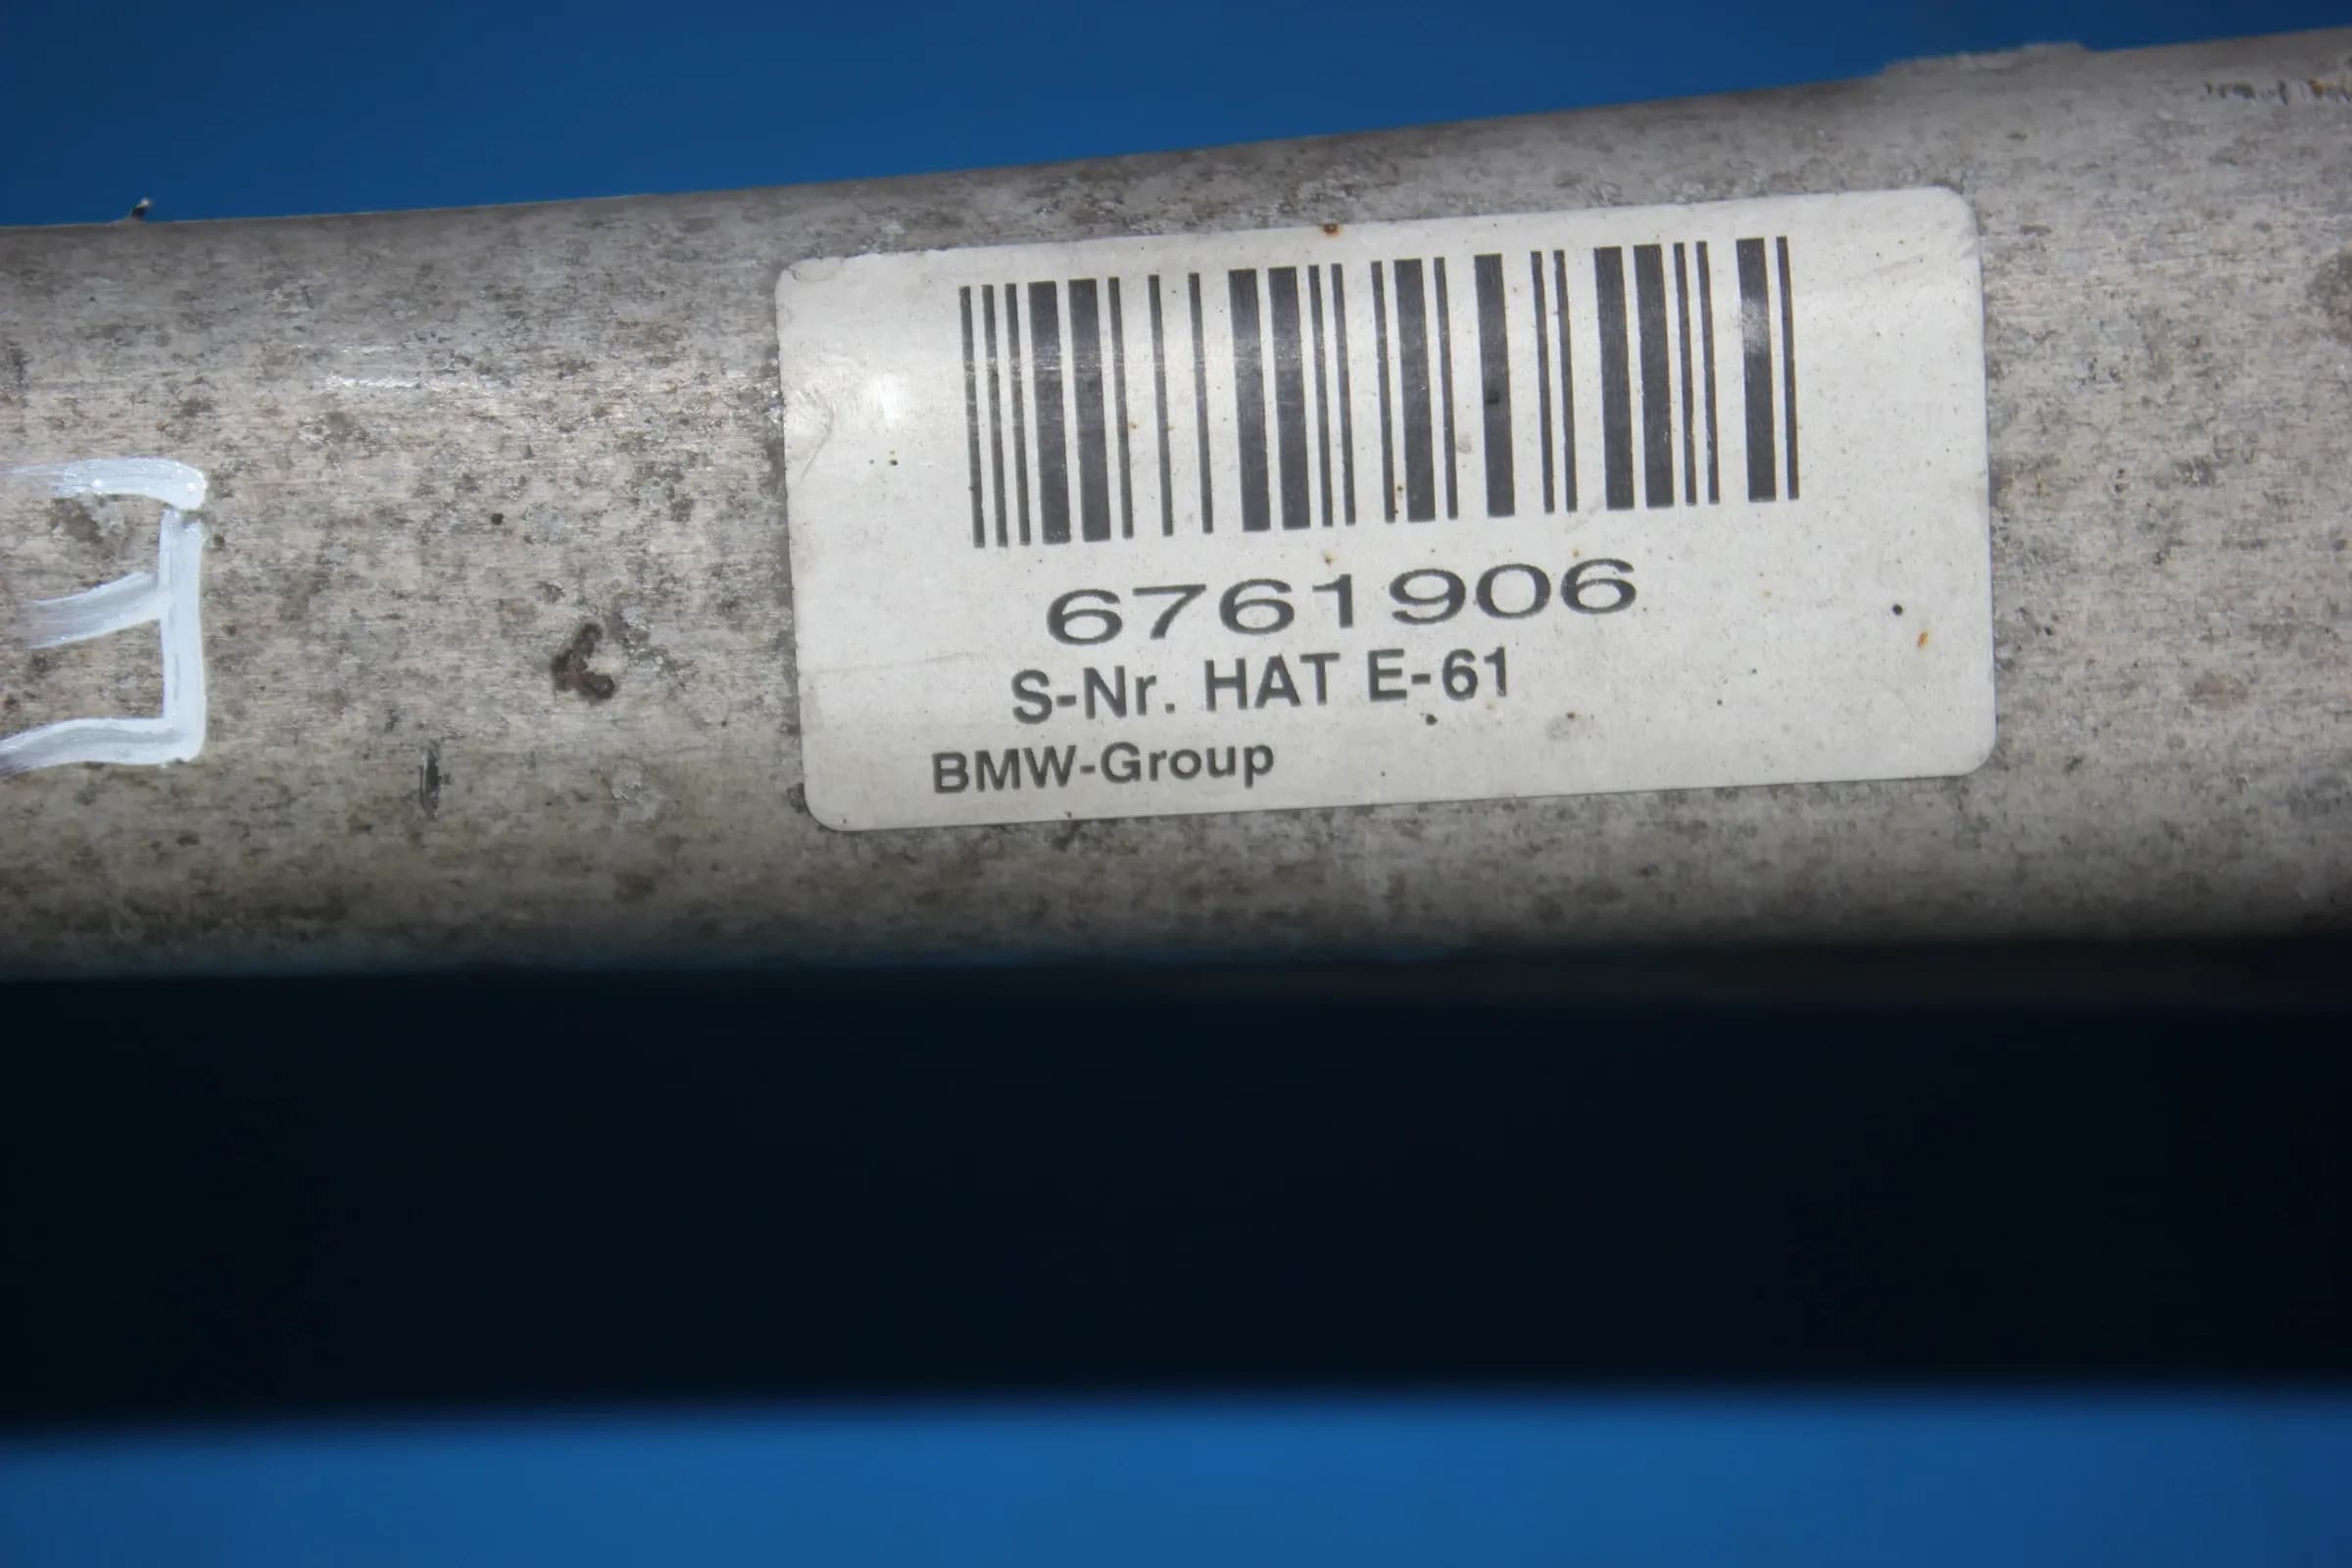 6761906
S-Nr. HAT E-61
BMW-Group